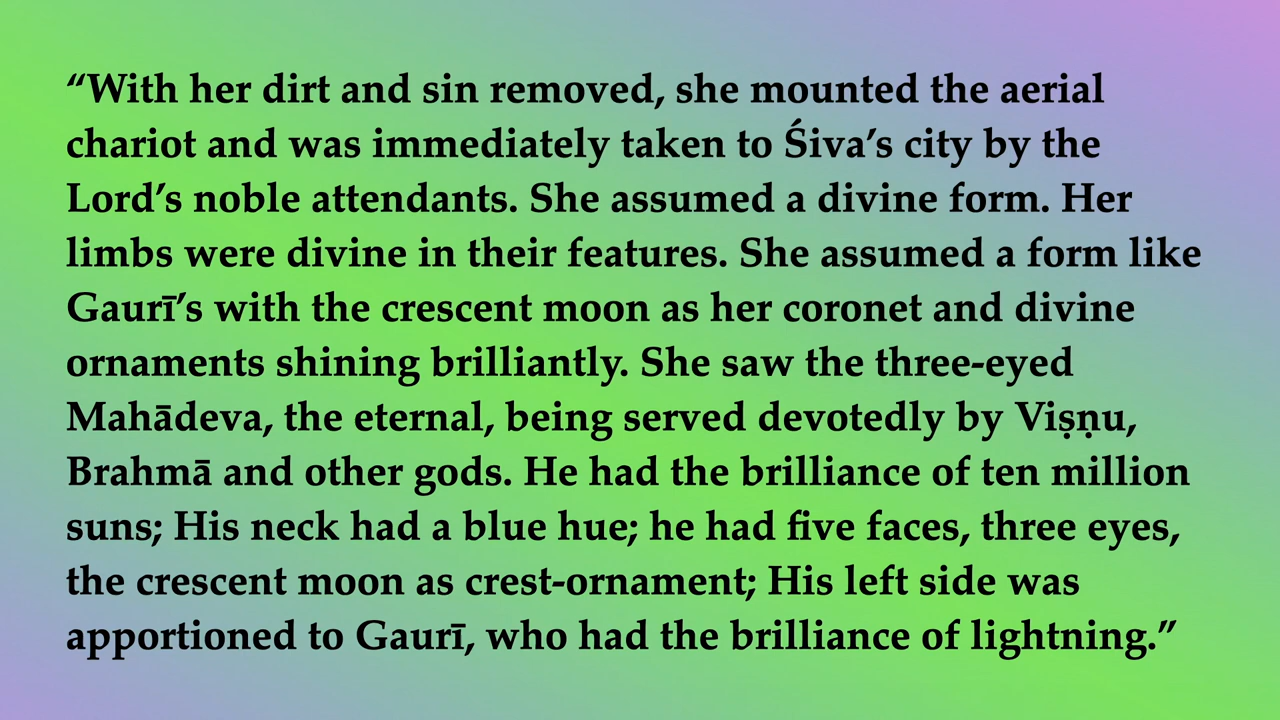 “With her dirt and sin removed, she mounted the aerial
chariot and was immediately taken to Śiva’s city by the
Lord’s noble attendants. She assumed a divine form. Her
limbs were divine in their features. She assumed a form like
Gaurī’s with the crescent moon as her coronet and divine
ornaments shining brilliantly. She saw the three-eyed
Mahādeva, the eternal, being served devotedly by Viṣṇu,
Brahmā and other gods. He had the brilliance of ten million
suns; His neck had a blue hue; he had five faces, three eyes,
the crescent moon as crest-ornament; His left side was
apportioned to Gaurī, who had the brilliance of lightning.”